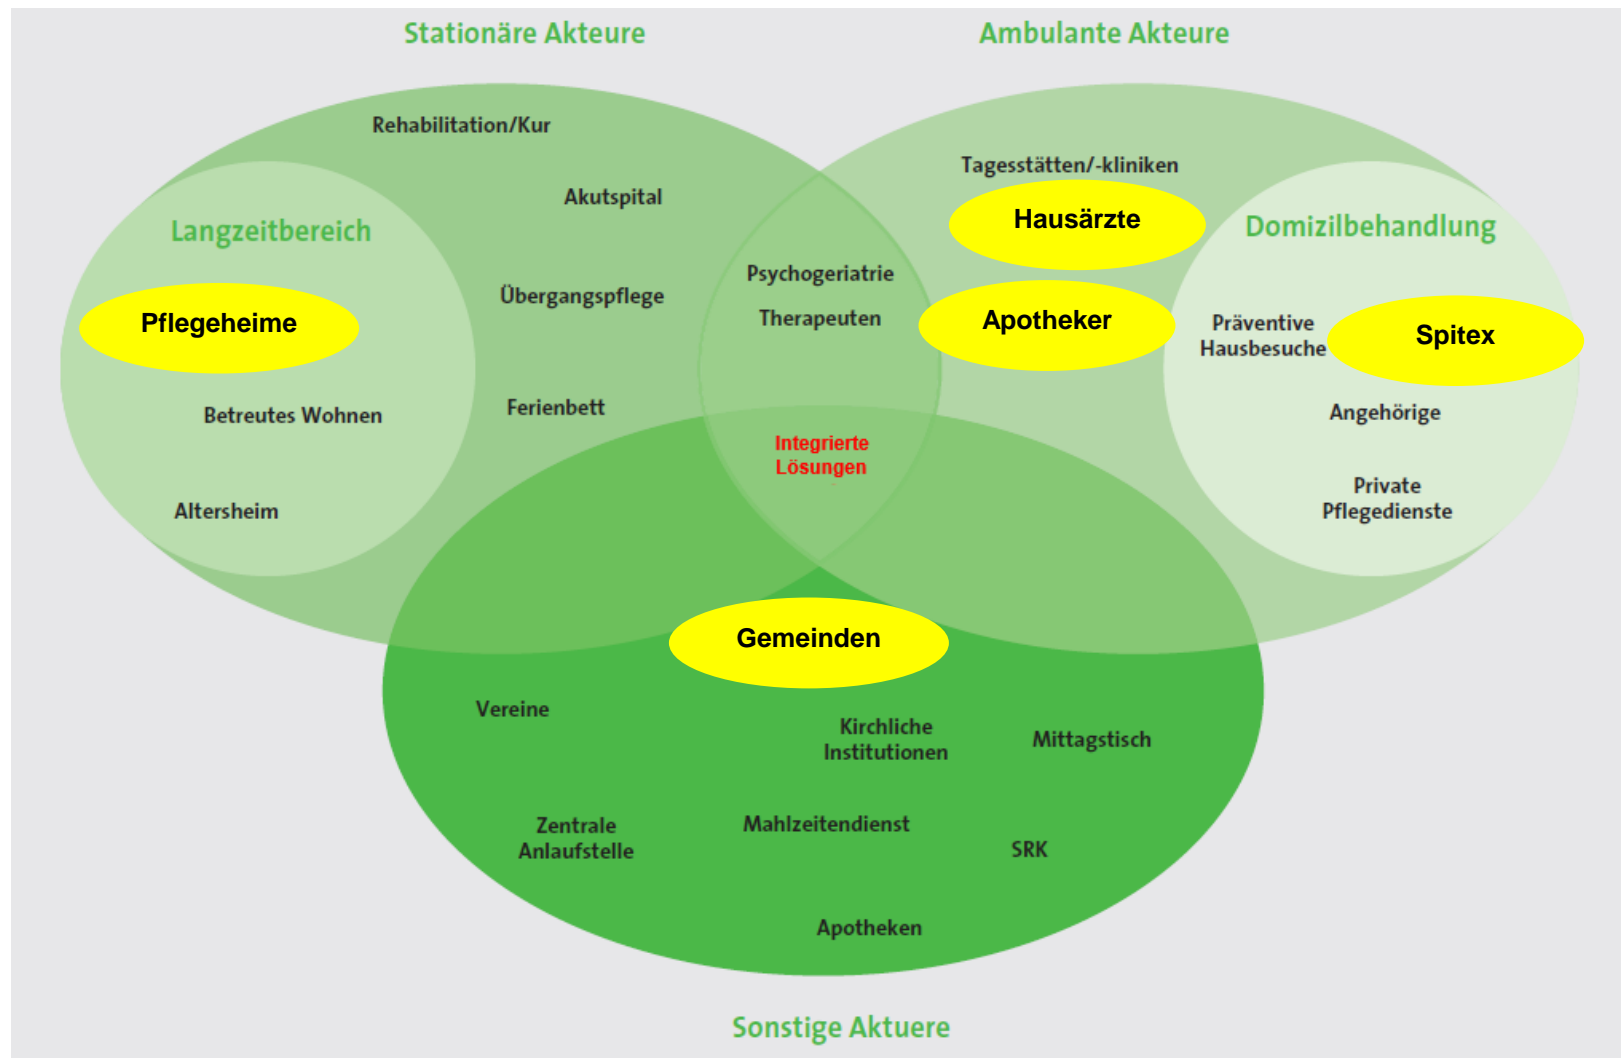 Stationäre Akteure
Ambulante Akteure
Rehabilitation/Kur
Akutspital
Langzeitbereich
Pflegeheime
Übergangspflege
Betreutes Wohnen
Ferienbett
Altersheim
Psychogeriatrie
Therapeuten
Integrierte
Lösungen
Tagesstätten/-kliniken
Hausärzte
Apotheker
Domizilbehandlung
Präventive
Hausbesuche
Spitex
Angehörige
Private
Pflegedienste
Gemeinden
Vereine
Kirchliche
Institutionen
Mittagstisch
Zentrale
Anlaufstelle
Mahlzeitendienst
SRK
Apotheken
Sonstige Aktuere